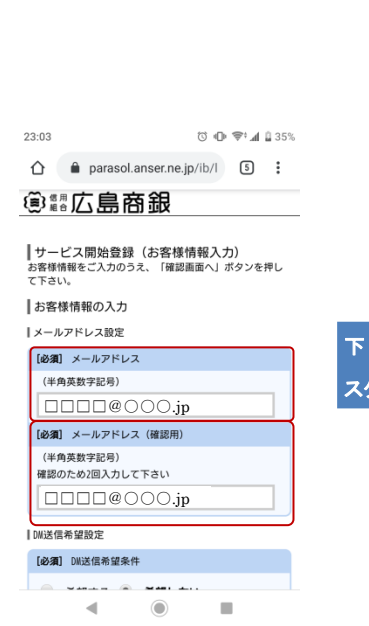 23:03 35%
parasol.anser.ne.jp/ib/l 5
信用組合 広島商銀
サービス開始登録（お客様情報入力）
お客様情報をご入力のうえ、「確認画面へ」ボタンを押し
て下さい。
お客様情報の入力
メールアドレス設定
[必須] メールアドレス
（半角英数字記号）
□□□□@○○○.jp
[必須] メールアドレス（確認用）
（半角英数字記号）
確認のため2回入力して下さい
□□□□@○○○.jp
DM送信希望設定
[必須] DM送信希望条件
下